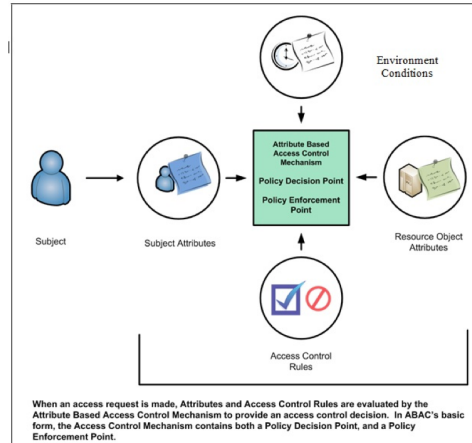 Environment
Conditions
Attribute Based
Access Control
Mechanism
Policy Decision Point
Policy Enforcement
Point
Subject
Subject Attributes
Resource Object
Attributes
Access Control
Rules
When an access request is made, Attributes and Access Control Rules are evaluated by the
Attribute Based Access Control Mechanism to provide an access control decision. In ABAC's basic
form, the Access Control Mechanism contains both a Policy Decision Point, and a Policy
Enforcement Point.